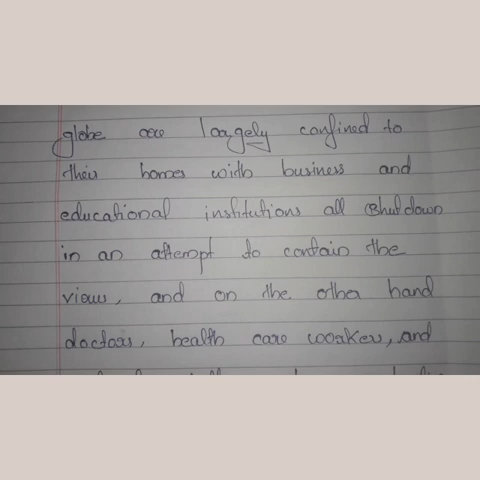 globe are largely confined to
their homes with business and
educational institutions all shutdown
in an attempt to contain the
virus, and on the other hand
doctors, health care worker, and